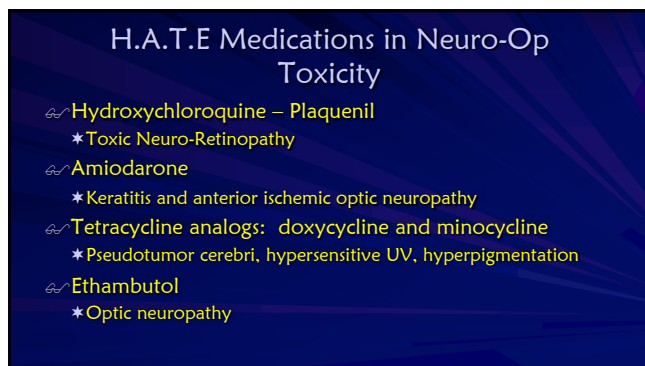 H.A.T.E Medications in Neuro-Op
Toxicity
Hydroxychloroquine – Plaquenil
Toxic Neuro-Retinopathy
Amiodarone
Keratitis and anterior ischemic optic neuropathy
Tetracycline analogs: doxycycline and minocycline
Pseudotumor cerebri, hypersensitive UV, hyperpigmentation
Ethambutol
Optic neuropathy